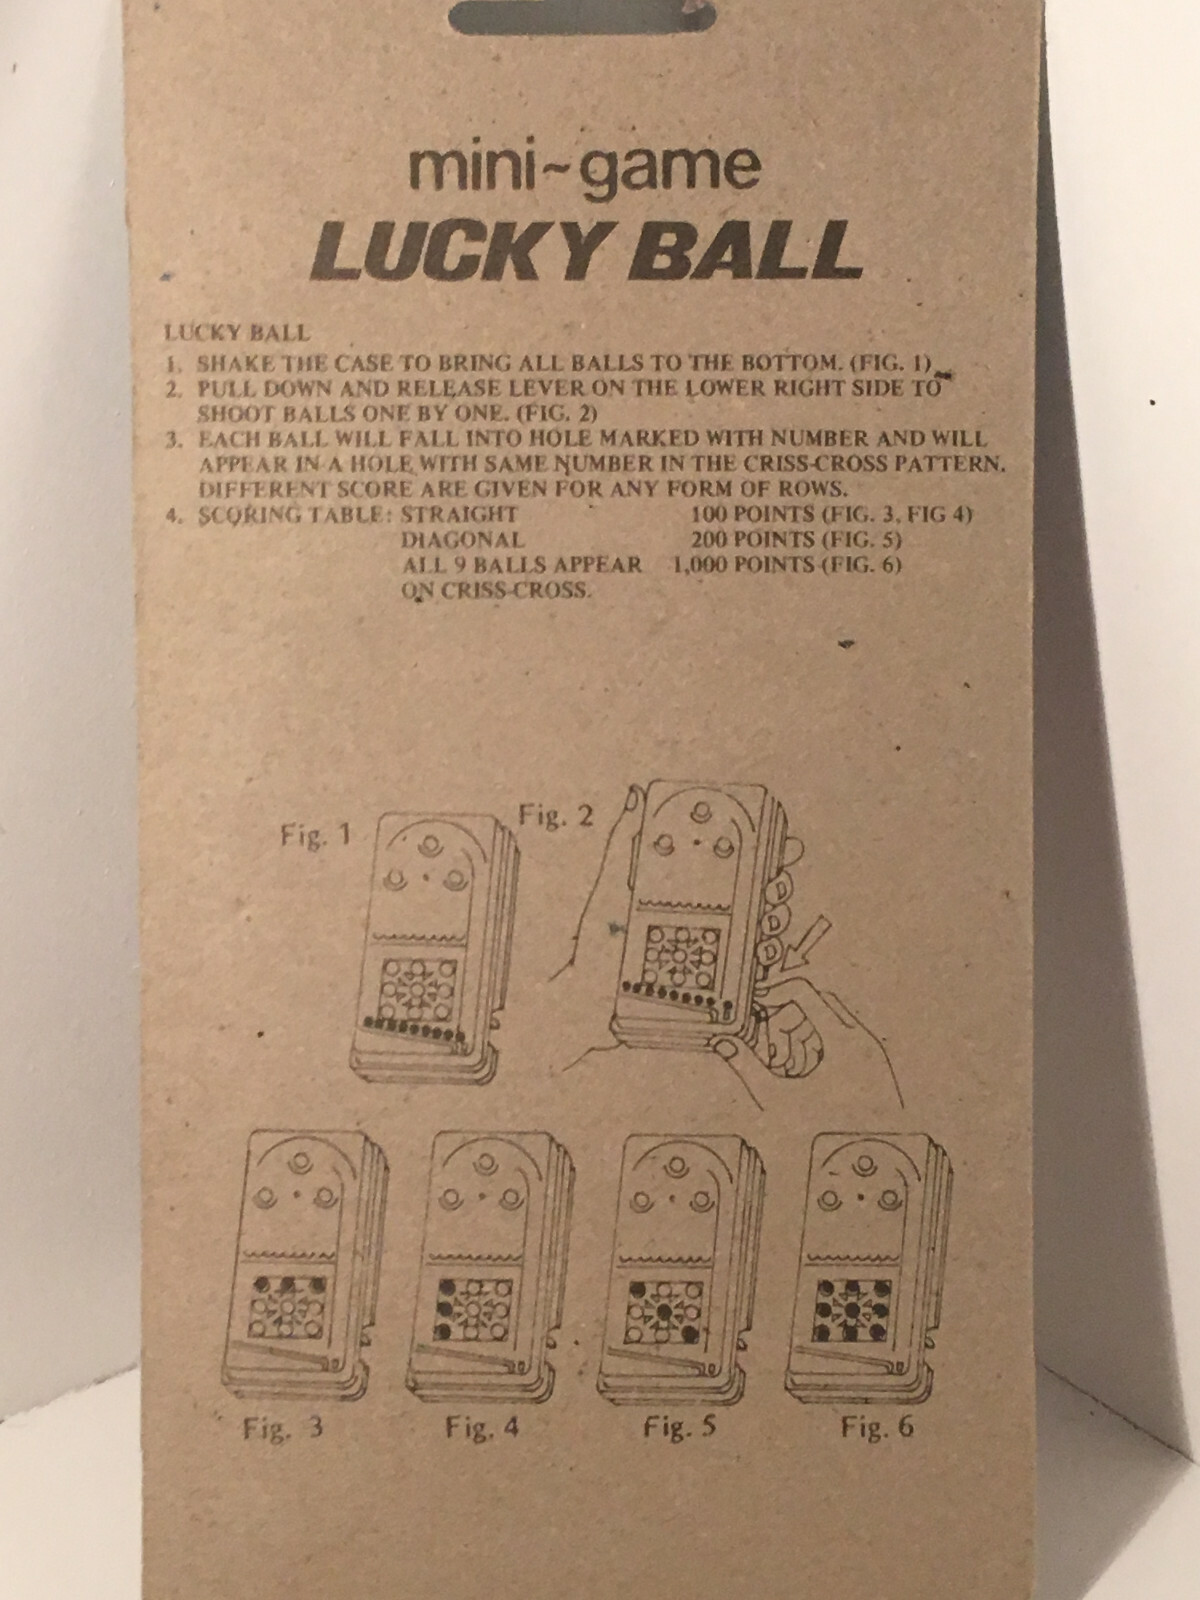 mini~game
LUCKY BALL
LUCKY BALL
1. SHAKE THE CASE TO BRING ALL BALLS TO THE BOTTOM. (FIG. 1)
2. PULL DOWN AND RELEASE LEVER ON THE LOWER RIGHT SIDE TO
SHOOT BALLS ONE BY ONE. (FIG. 2)
3. EACH BALL WILL FALL INTO HOLE MARKED WITH NUMBER AND WILL
APPEAR IN A HOLE WITH SAME NUMBER IN THE CRISS-CROSS PATTERN.
DIFFERENT SCORE ARE GIVEN FOR ANY FORM OF ROWS.
4. SCORING TABLE: STRAIGHT 100 POINTS (FIG. 3, FIG 4)
DIAGONAL 200 POINTS (FIG. 5)
ALL 9 BALLS APPEAR 1,000 POINTS (FIG. 6)
ON CRISS-CROSS.
Fig. 1
Fig. 2
Fig. 3
Fig. 4
Fig. 5
Fig. 6